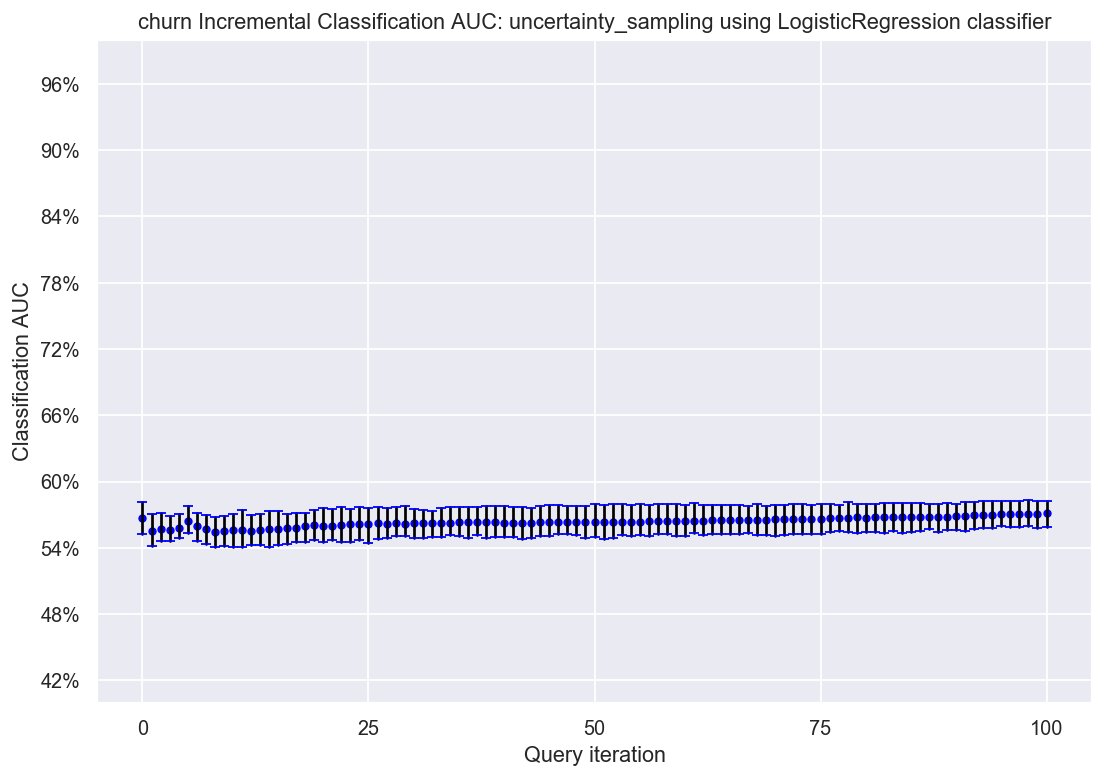 churn Incremental Classification AUC: uncertainty_sampling using LogisticRegression classifier
96%
90%
84%
78%
72%
66%
60%
54%
48%
42%
Classification AUC
0 25 50 75 100
Query iteration